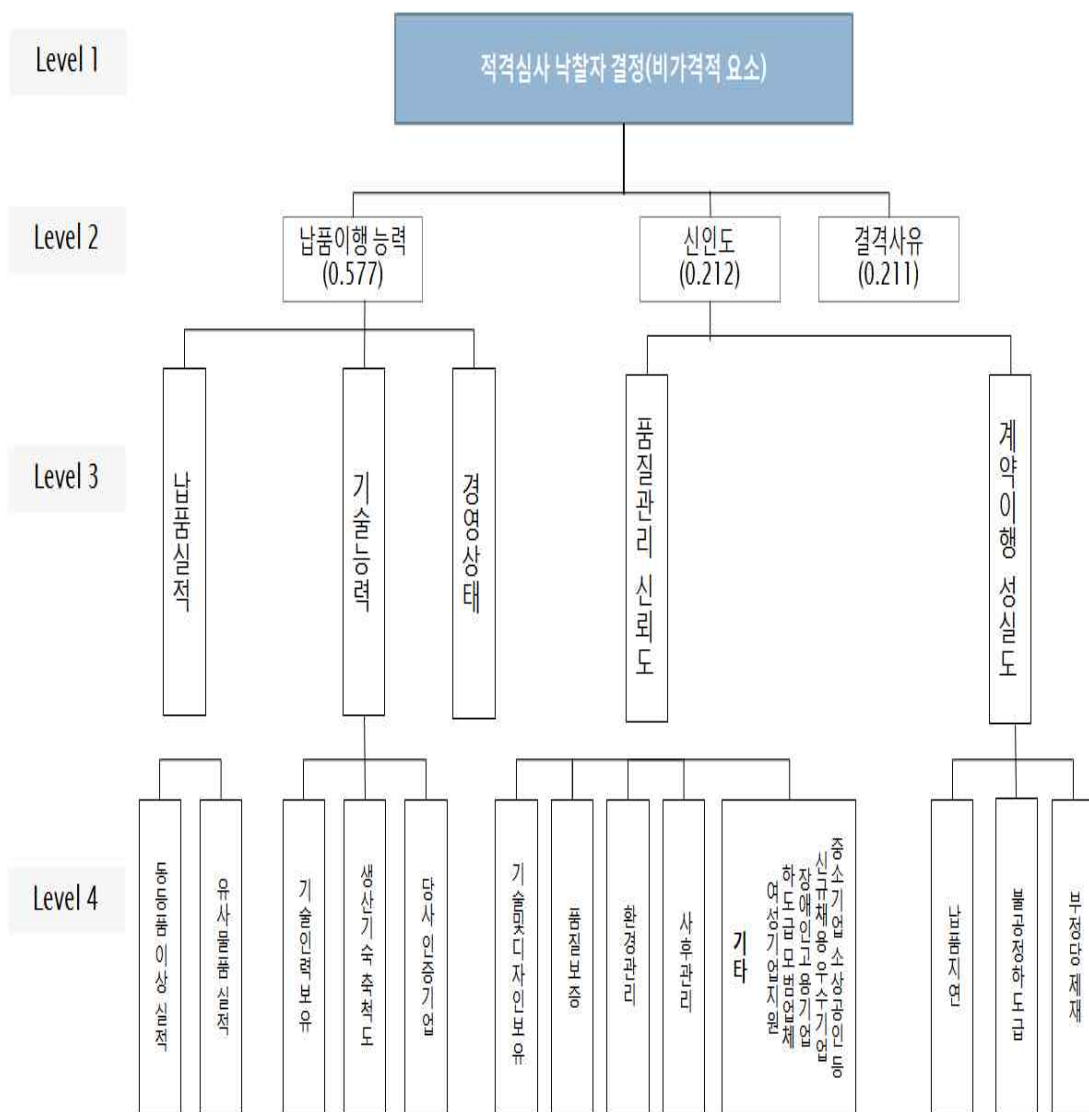 Level 1
적격심사 낙찰자 결정(비가격적 요소)
Level 2
납품이행 능력
(0.577)
신인도
(0.212)
결격사유
(0.211)
Level 3
납품실적
기술능력
경영상태
품질관리 신뢰도
계약이행 성실도
Level 4
동등품 이상 실적
유사물품 실적
기술인력보유
생산기숙축척도
당사 인증기업
기술및디자인보유
품질보증
환경관리
사후관리
기타
중소기업 소상공인 등
신규채용 우수기업
장애인고용기업
하도급 모범업체
여성기업지원
납품지연
불공정하도급
부정당 제재